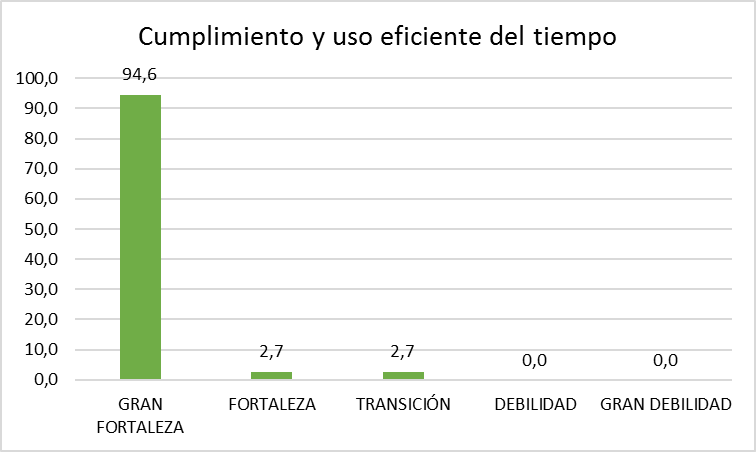 Cumplimiento y uso eficiente del tiempo
100,0
90,0
80,0
70,0
60,0
50,0
40,0
30,0
20,0
10,0
0,0
94,6
2,7
2,7
0,0
0,0
GRAN
FORTALEZA
FORTALEZA
TRANSICIÓN
DEBILIDAD
GRAN DEBILIDAD